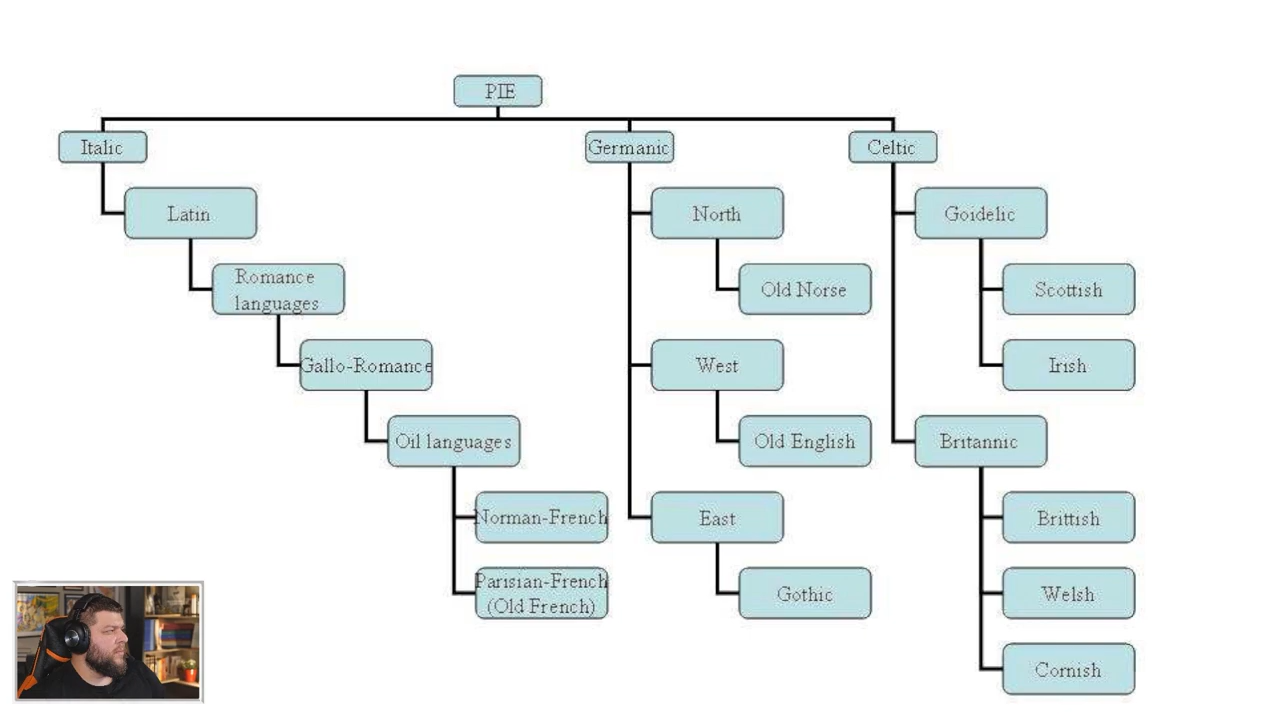 PIE
Italic
Germanic
Celtic
Latin
North
Goidelic
Romance
languages
Old Norse
Scottish
Gallo-Romance
West
Irish
Oil languages
Old English
Britannic
Norman-French
East
Brittish
Parisian-French
(Old French)
Gothic
Welsh
Cornish